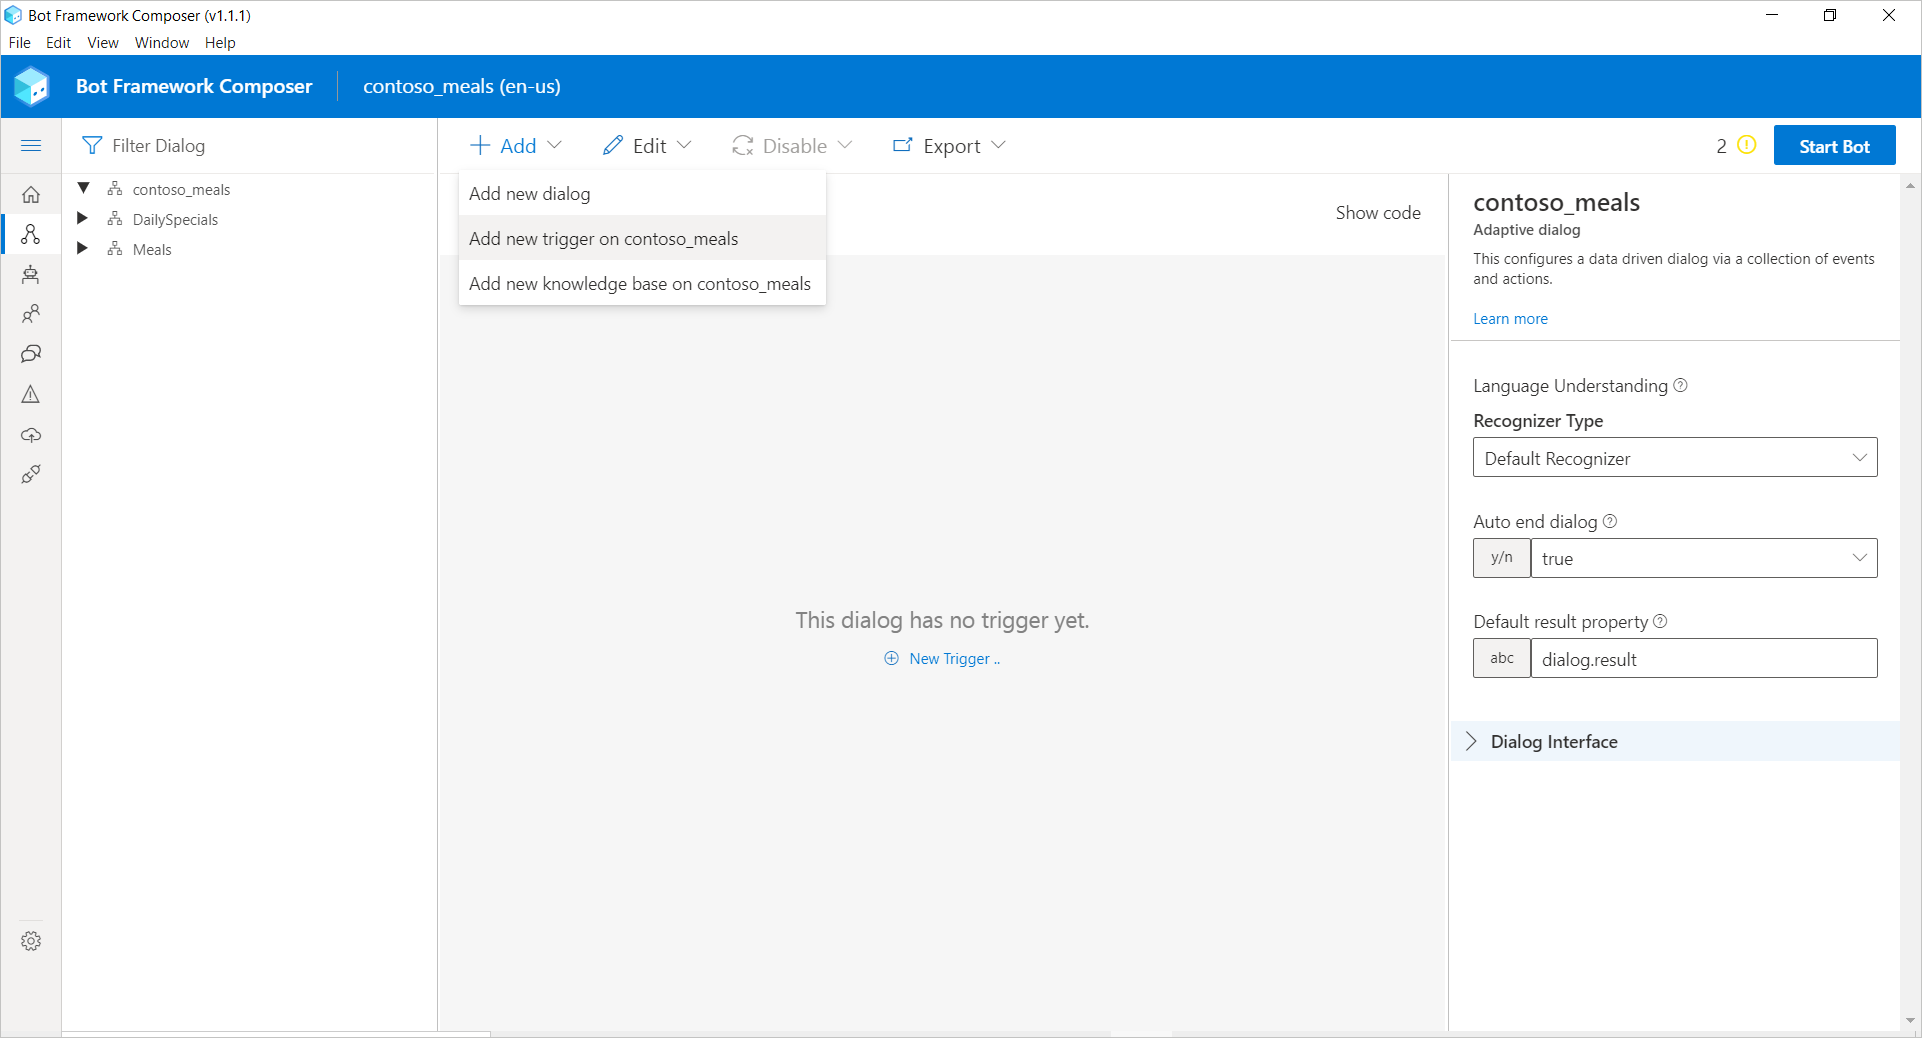 Bot Framework Composer (v1.1.1)
File Edit View Window Help
Bot Framework Composer contoso_meals (en-us)
Filter Dialog
contoso_meals
DailySpecials
Meals
Add Edit Disable Export
2 Start Bot
Add new dialog
Add new trigger on contoso_meals
Add new knowledge base on contoso_meals
Show code
This dialog has no trigger yet.
New Trigger ..
contoso_meals
Adaptive dialog
This configures a data driven dialog via a collection of events
and actions.
Learn more
Language Understanding
Recognizer Type
Default Recognizer
Auto end dialog
y/n true
Default result property
abc dialog.result
Dialog Interface